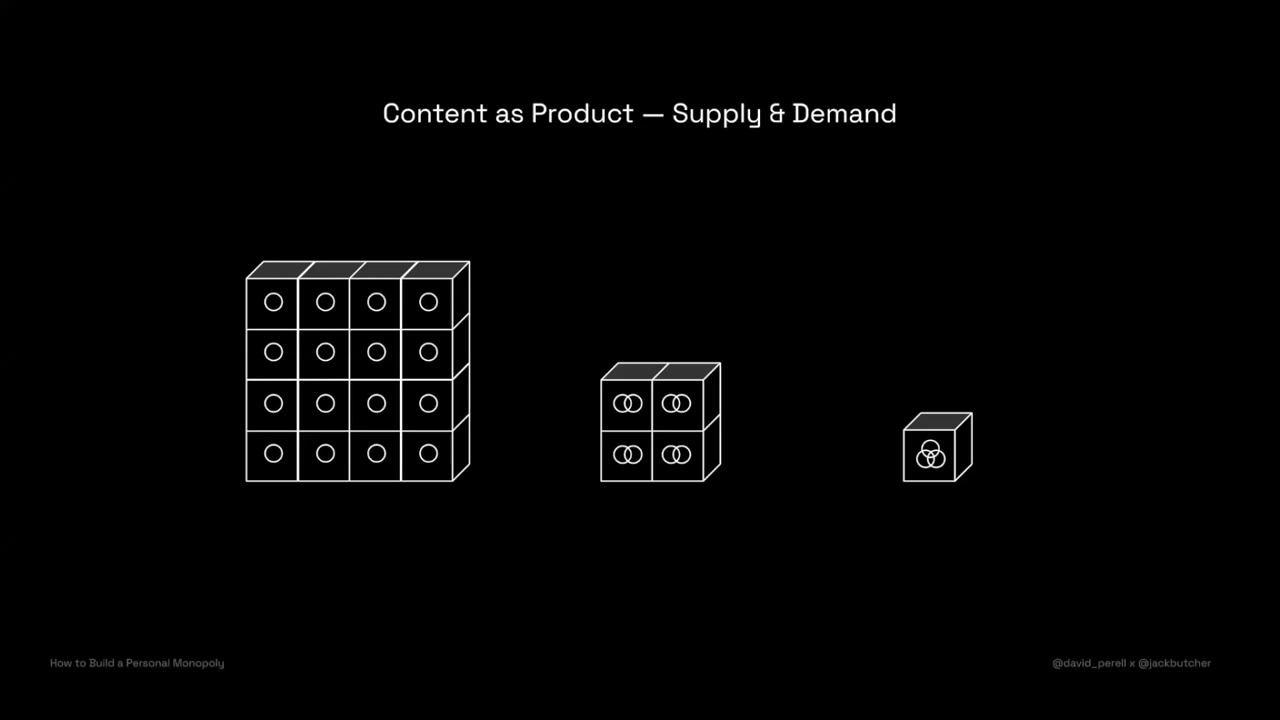 Content as Product — Supply & Demand
How to Build a Personal Monopoly
@david_perell x @jackbutcher